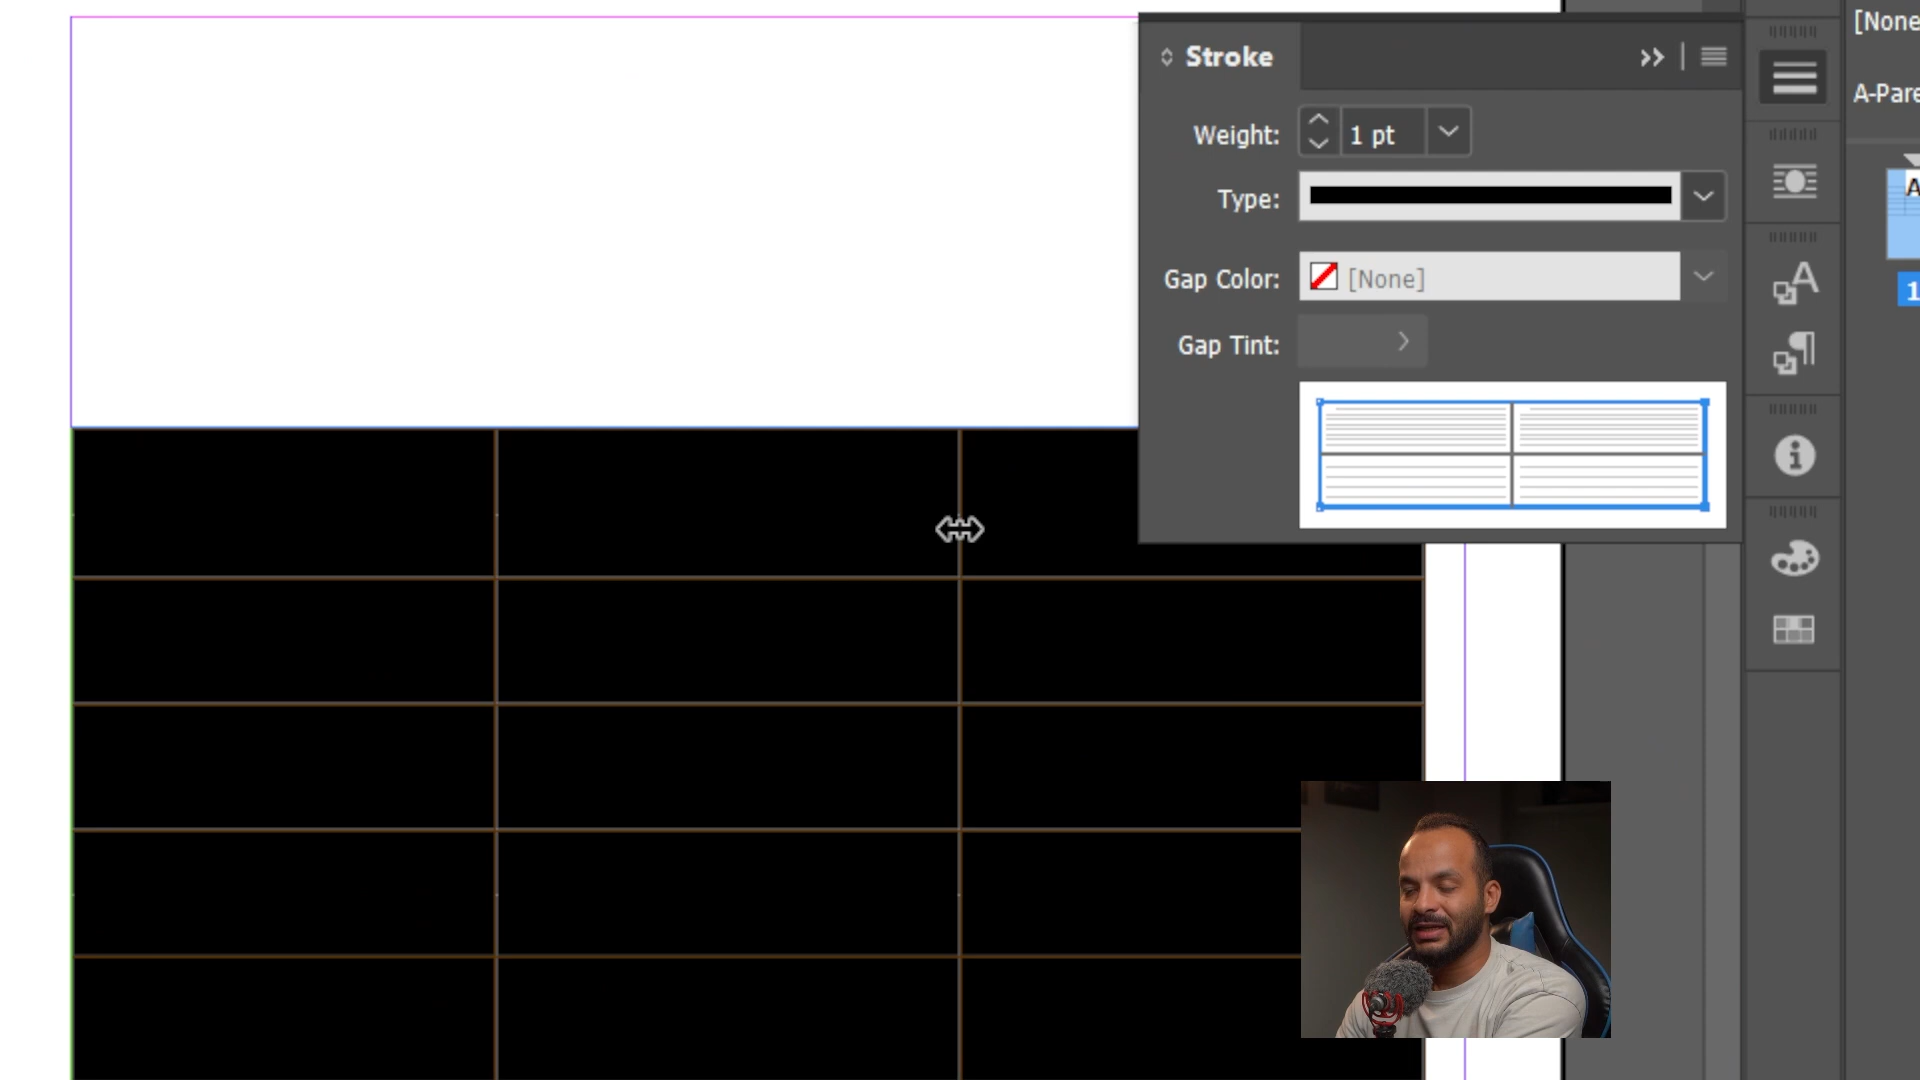 Stroke
[None
A-Pare
Weight:
1 pt
Type:
A
Gap Color:
[None]
1
Gap Tint: